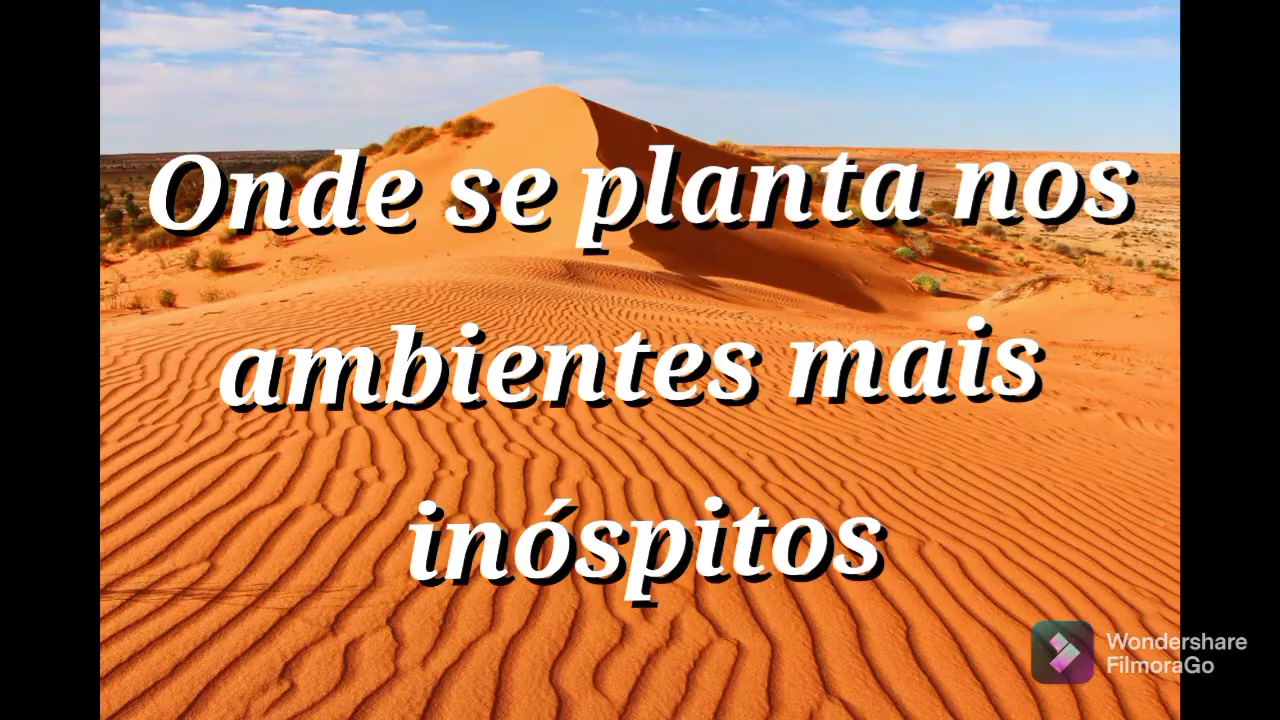 Onde se planta nos
ambientes mais
inóspitos
Wondershare
FilmoraGo